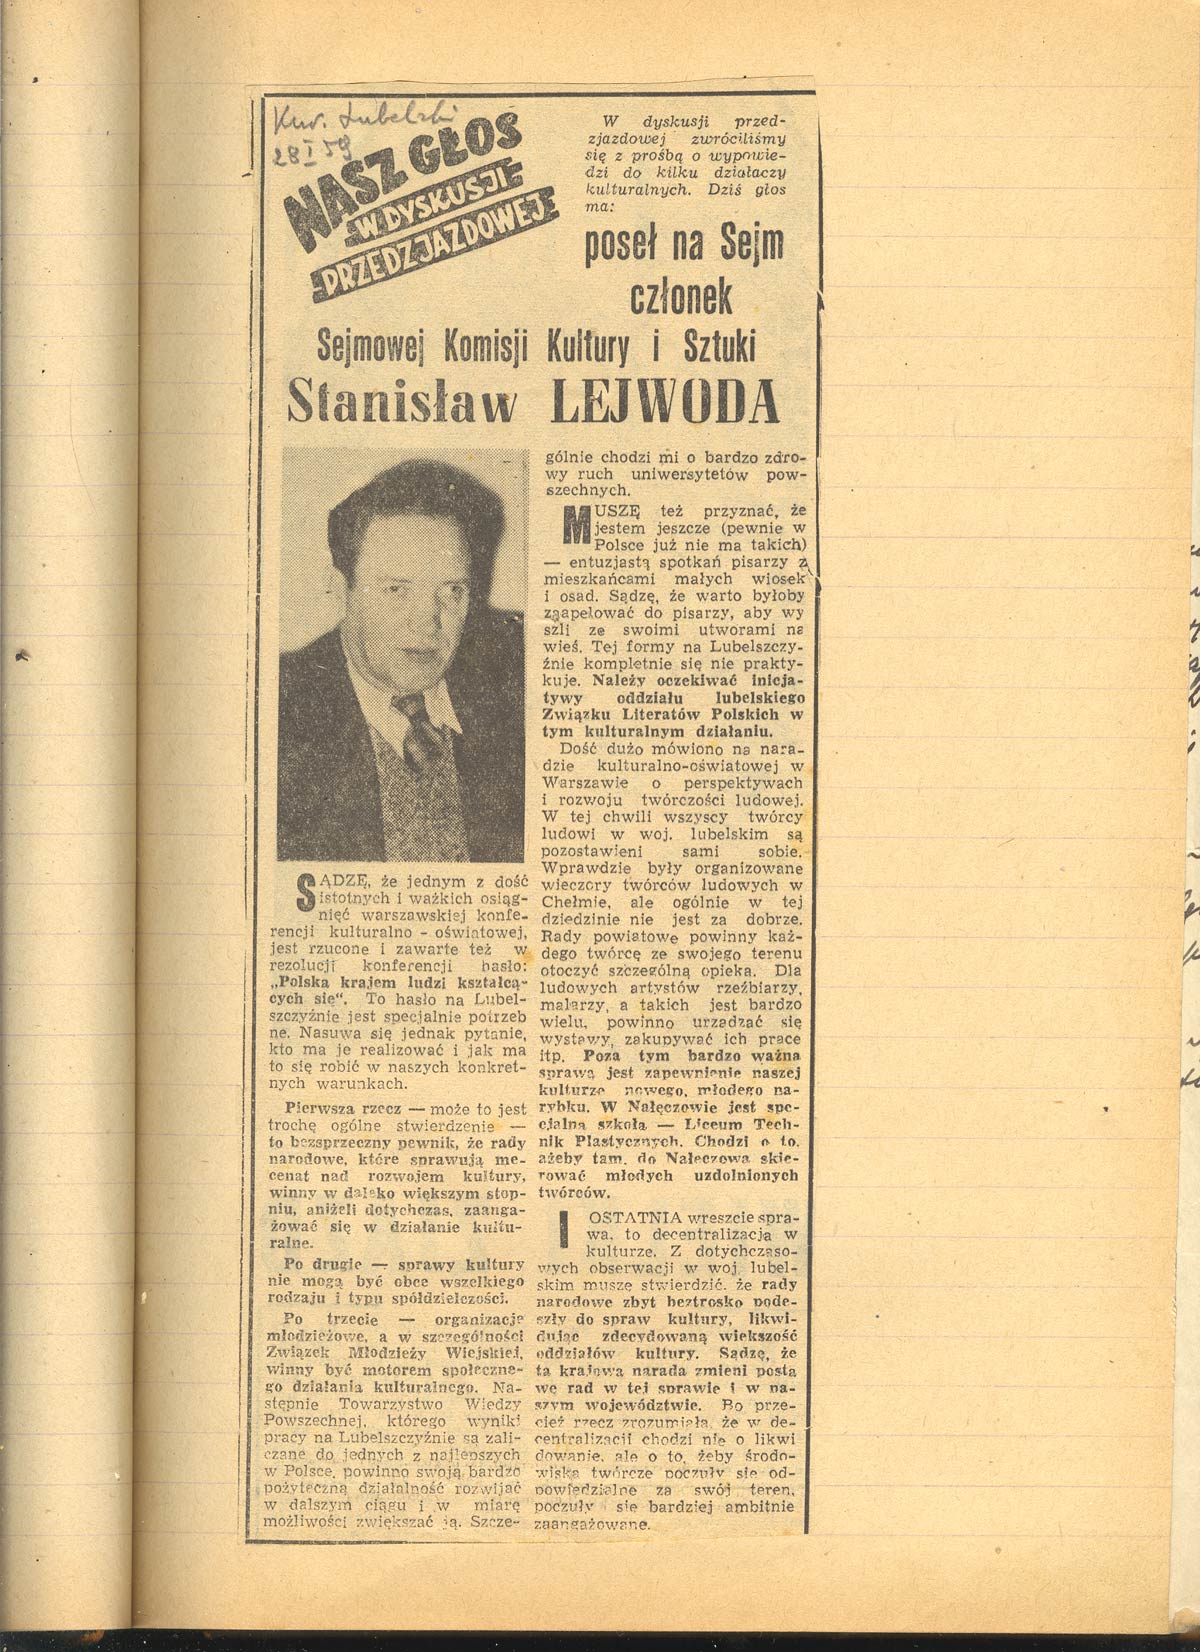 Kur. Lubelski
28 I 59
NASZ GŁOS
W DYSKUSJI
PRZEDZJAZDOWEJ
W dyskusji przed-
zjazdowej zwróciliśmy
się z prośbą o wypowie-
dzi do kilku działaczy
kulturalnych. Dziś głos
ma:
poseł na Sejm
członek
Sejmowej Komisji Kultury i Sztuki
Stanisław LEJWODA
SĄDZĘ, że jednym z dość
istotnych i ważkich osiąg-
nięć warszawskiej konfe-
rencji kulturalno - oświatowej,
jest rzucone i zawarte też w
rezolucji konferencji hasło:
„Polska krajem ludzi kształcą-
cych się“. To hasło na Lubel-
szczyźnie jest specjalnie potrzeb
ne. Nasuwa się jednak pytanie,
kto ma je realizować i jak ma
to się robić w naszych konkret-
nych warunkach.
Pierwsza rzecz — może to jest
trochę ogólne stwierdzenie —
to bezsprzeczny pewnik, że rady
narodowe, które sprawują me-
cenat nad rozwojem kultury,
winny w daleko większym stop-
niu, aniżeli dotychczas, zaanga-
żować się w działanie kultu-
ralne.
Po drugie — sprawy kultury
nie mogą być obce wszelkiego
rodzaju i typu spółdzielczości.
Po trzecie — organizacje
młodzieżowe, a w szczególności
Związek Młodzieży Wiejskiej,
winny być motorem społeczne-
go działania kulturalnego. Na-
stępnie Towarzystwo Wiedzy
Powszechnej, którego wyniki
pracy na Lubelszczyźnie są zali-
czane do jednych z najlepszych
w Polsce, powinno swoją bardzo
pożyteczną działalność rozwijać
w dalszym ciągu i w miarę
możliwości zwiększać ją. Szcze-
gólnie chodzi mi o bardzo zdro-
wy ruch uniwersytetów pow-
szechnych.
MUSZĘ też przyznać, że
jestem jeszcze (pewnie w
Polsce już nie ma takich)
— entuzjastą spotkań pisarzy z
mieszkańcami małych wiosek
i osad. Sądzę, że warto byłoby
zaapelować do pisarzy, aby wy
szli ze swoimi utworami na
wieś. Tej formy na Lubelszczy-
źnie kompletnie się nie prakty-
kuje. Należy oczekiwać inicja-
tywy oddziału lubelskiego
Związku Literatów Polskich w
tym kulturalnym działaniu.
Dość dużo mówiono na nara-
dzie kulturalno-oświatowej w
Warszawie o perspektywach
i rozwoju twórczości ludowej.
W tej chwili wszyscy twórcy
ludowi w woj. lubelskim są
pozostawieni sami sobie.
Wprawdzie były organizowane
wieczory twórców ludowych w
Chełmie, ale ogólnie w tej
dziedzinie nie jest za dobrze.
Rady powiatowe powinny każ-
dego twórcę ze swojego terenu
otoczyć szczególną opieką. Dla
ludowych artystów rzeźbiarzy,
malarzy, a takich jest bardzo
wielu, powinno urządzać się
wystawy, zakupywać ich prace
itp. Poza tym bardzo ważną
sprawą jest zapewnienie naszej
kulturze nowego, młodego na-
rybku. W Nałęczowie jest spe-
cjalna szkoła — Liceum Tech-
nik Plastycznych. Chodzi o to,
ażeby tam, do Nałęczowa skie-
rować młodych uzdolnionych
twórców.
I OSTATNIA wreszcie spra-
wa, to decentralizacja w
kulturze. Z dotychczaso-
wych obserwacji w woj. lubel-
skim muszę stwierdzić, że rady
narodowe zbyt beztrosko pode-
szły do spraw kultury, likwi-
dując zdecydowaną większość
oddziałów kultury. Sądzę, że
ta krajowa narada zmieni posta
wę rad w tej sprawie i w na-
szym województwie. Bo prze-
cież rzecz zrozumiała, że w de-
centralizacji chodzi nie o likwi
dowanie, ale o to, żeby środo-
wiska twórcze poczuły się od-
powiedzialne za swój teren,
poczuły się bardziej ambitnie
zaangażowane.